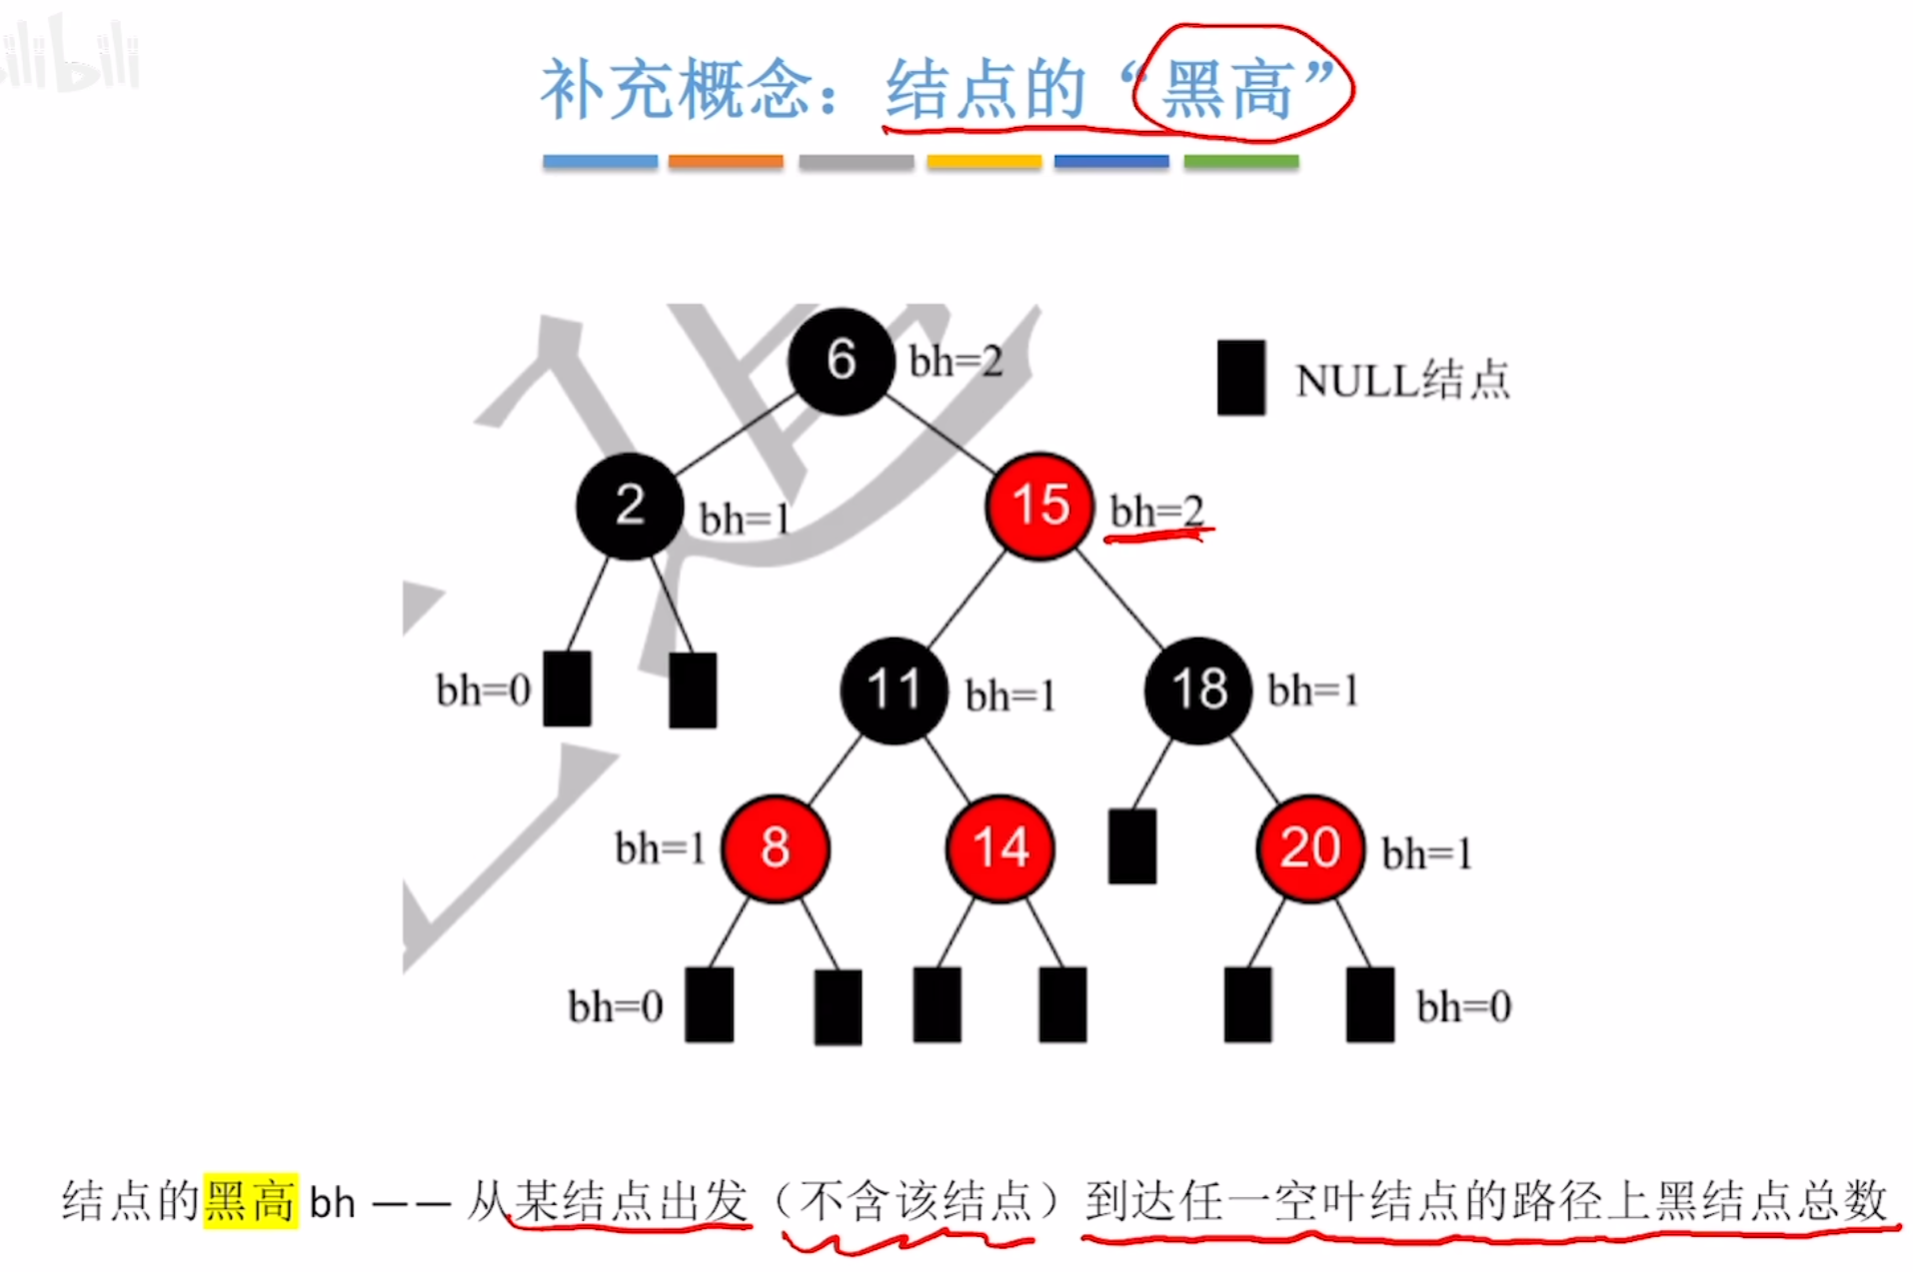 bilibili
补充概念：结点的“黑高”
6 bh=2
NULL结点
2 bh=1
15 bh=2
bh=0
11 bh=1
18 bh=1
bh=1 8
14
20 bh=1
bh=0
bh=0
结点的黑高 bh —— 从某结点出发（不含该结点）到达任一空叶结点的路径上黑结点总数